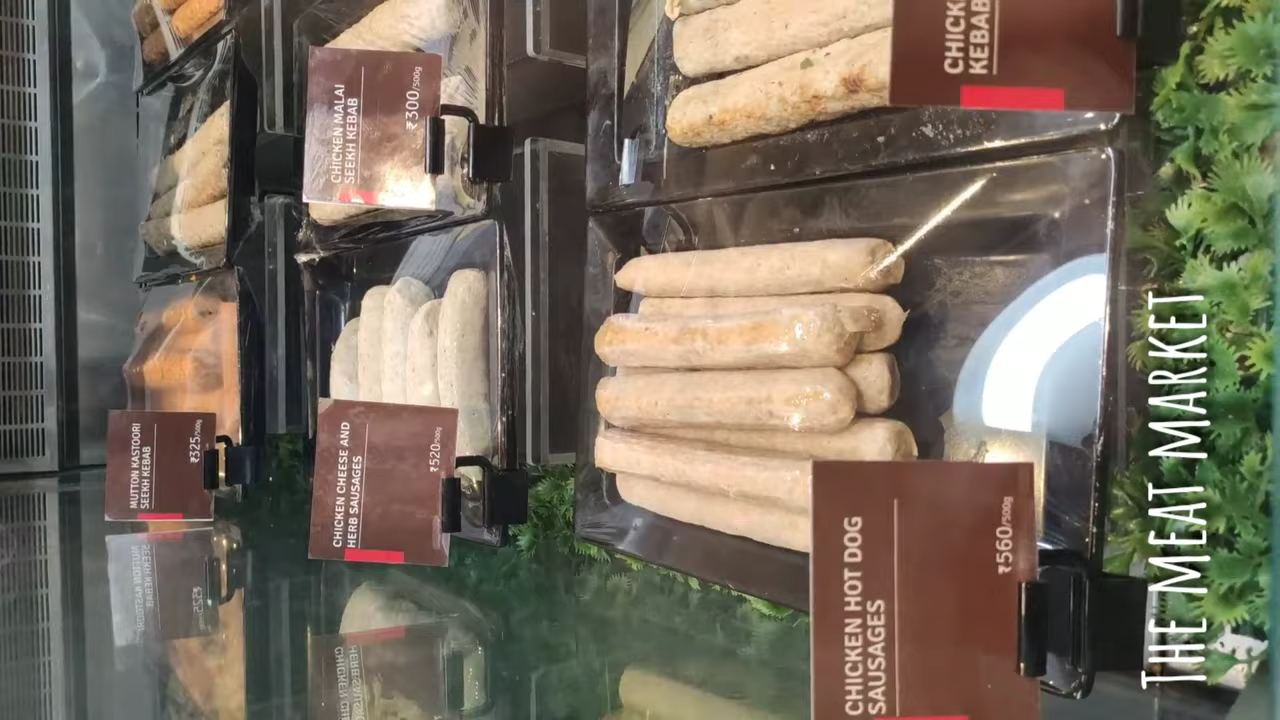 CHICKEN MALAI
SEEKH KEBAB
₹300/500g
MUTTON KASTOORI
SEEKH KEBAB
₹325/500g
CHICKEN CHEESE AND
HERB SAUSAGES
₹520/500g
CHICKEN HOT DOG
SAUSAGES
₹560/500g
KEBAB
THE MEAT MARKET